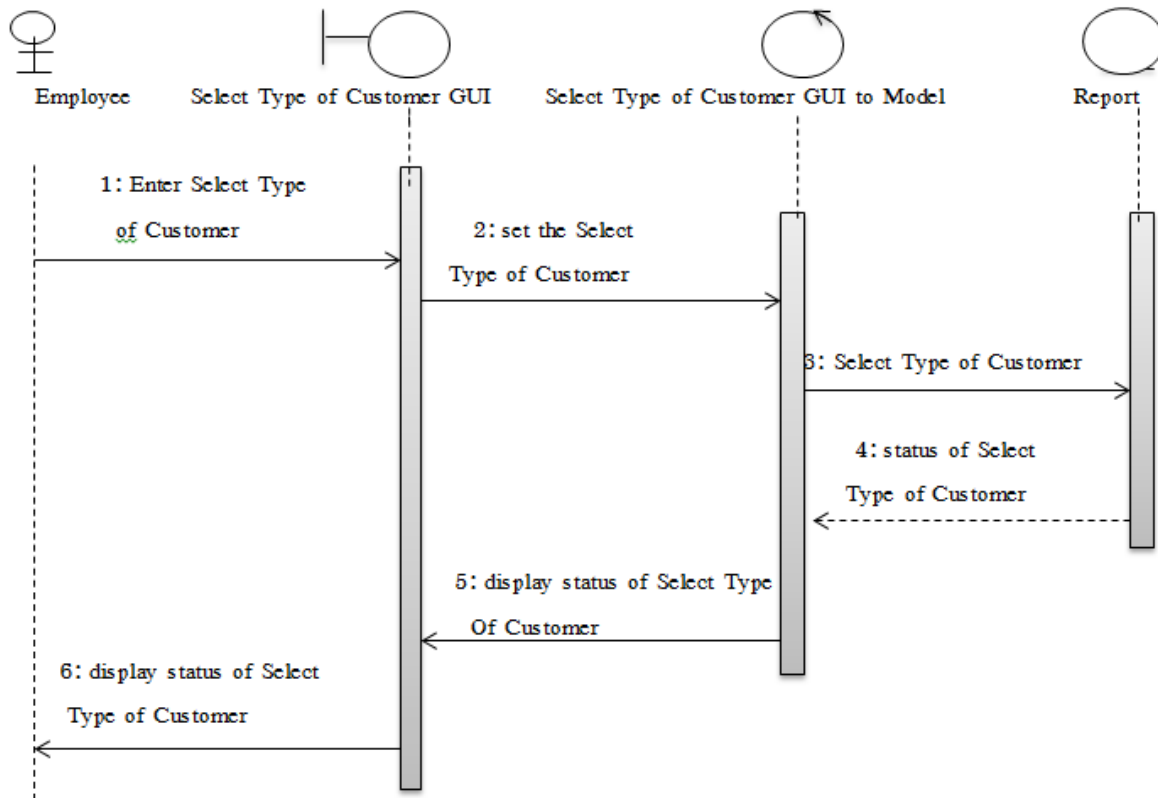 Employee
Select Type of Customer GUI
Select Type of Customer GUI to Model
Report
1: Enter Select Type
of Customer
2: set the Select
Type of Customer
3: Select Type of Customer
4: status of Select
Type of Customer
5: display status of Select Type
Of Customer
6: display status of Select
Type of Customer